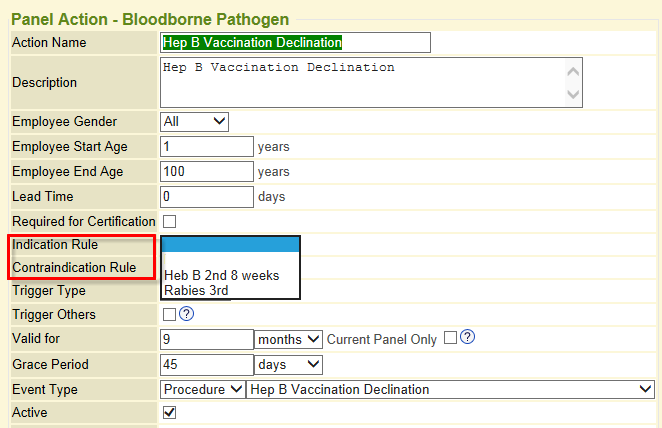 Panel Action - Bloodborne Pathogen
Action Name Hep B Vaccination Declination
Description Hep B Vaccination Declination
Employee Gender All
Employee Start Age 1 years
Employee End Age 100 years
Lead Time 0 days
Required for Certification
Indication Rule
Contraindication Rule Heb B 2nd 8 weeks
Trigger Type Rabies 3rd
Trigger Others ?
Valid for 9 months Current Panel Only ?
Grace Period 45 days
Event Type Procedure Hep B Vaccination Declination
Active